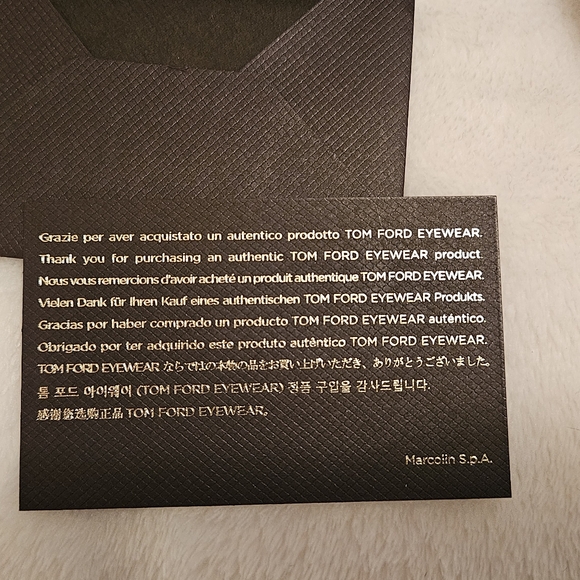 Grazie per aver acquistato un autentico prodotto TOM FORD EYEWEAR.
Thank you for purchasing an authentic TOM FORD EYEWEAR product.
Nous vous remercions d'avoir acheté un produit authentique TOM FORD EYEWEAR.
Vielen Dank für Ihren Kauf eines authentischen TOM FORD EYEWEAR Produkts.
Gracias por haber comprado un producto TOM FORD EYEWEAR auténtico.
Obrigado por ter adquirido este produto autêntico TOM FORD EYEWEAR.
TOM FORD EYEWEAR ならではの本物の品をお買い上げいただき、ありがとうございました。
톰 포드 아이웨어 (TOM FORD EYEWEAR) 정품 구입을 감사드립니다.
感谢您选购正品 TOM FORD EYEWEAR。
Marcolin S.p.A.